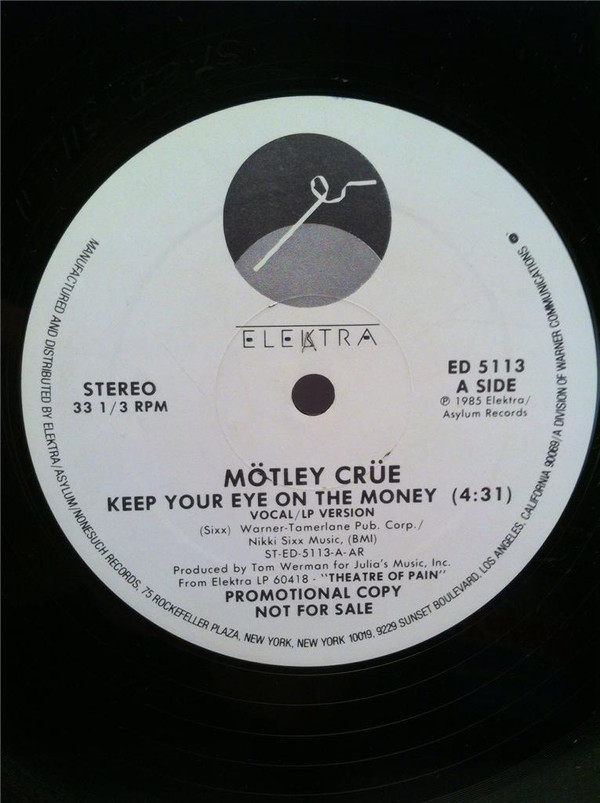 ELEKTRA
STEREO
33 1/3 RPM
ED 5113
A SIDE
℗ 1985 Elektra/
Asylum Records
MÖTLEY CRÜE
KEEP YOUR EYE ON THE MONEY (4:31)
VOCAL/LP VERSION
(Sixx) Warner-Tamerlane Pub. Corp./
Nikki Sixx Music, (BMI)
ST-ED-5113-A-AR
Produced by Tom Werman for Julia's Music, Inc.
From Elektra LP 60418 - "THEATRE OF PAIN"
PROMOTIONAL COPY
NOT FOR SALE
MANUFACTURED AND DISTRIBUTED BY ELEKTRA/ASYLUM/NONESUCH RECORDS, 75 ROCKEFELLER PLAZA, NEW YORK, NEW YORK 10019, 9229 SUNSET BOULEVARD, LOS ANGELES, CALIFORNIA 90069/A DIVISION OF WARNER COMMUNICATIONS